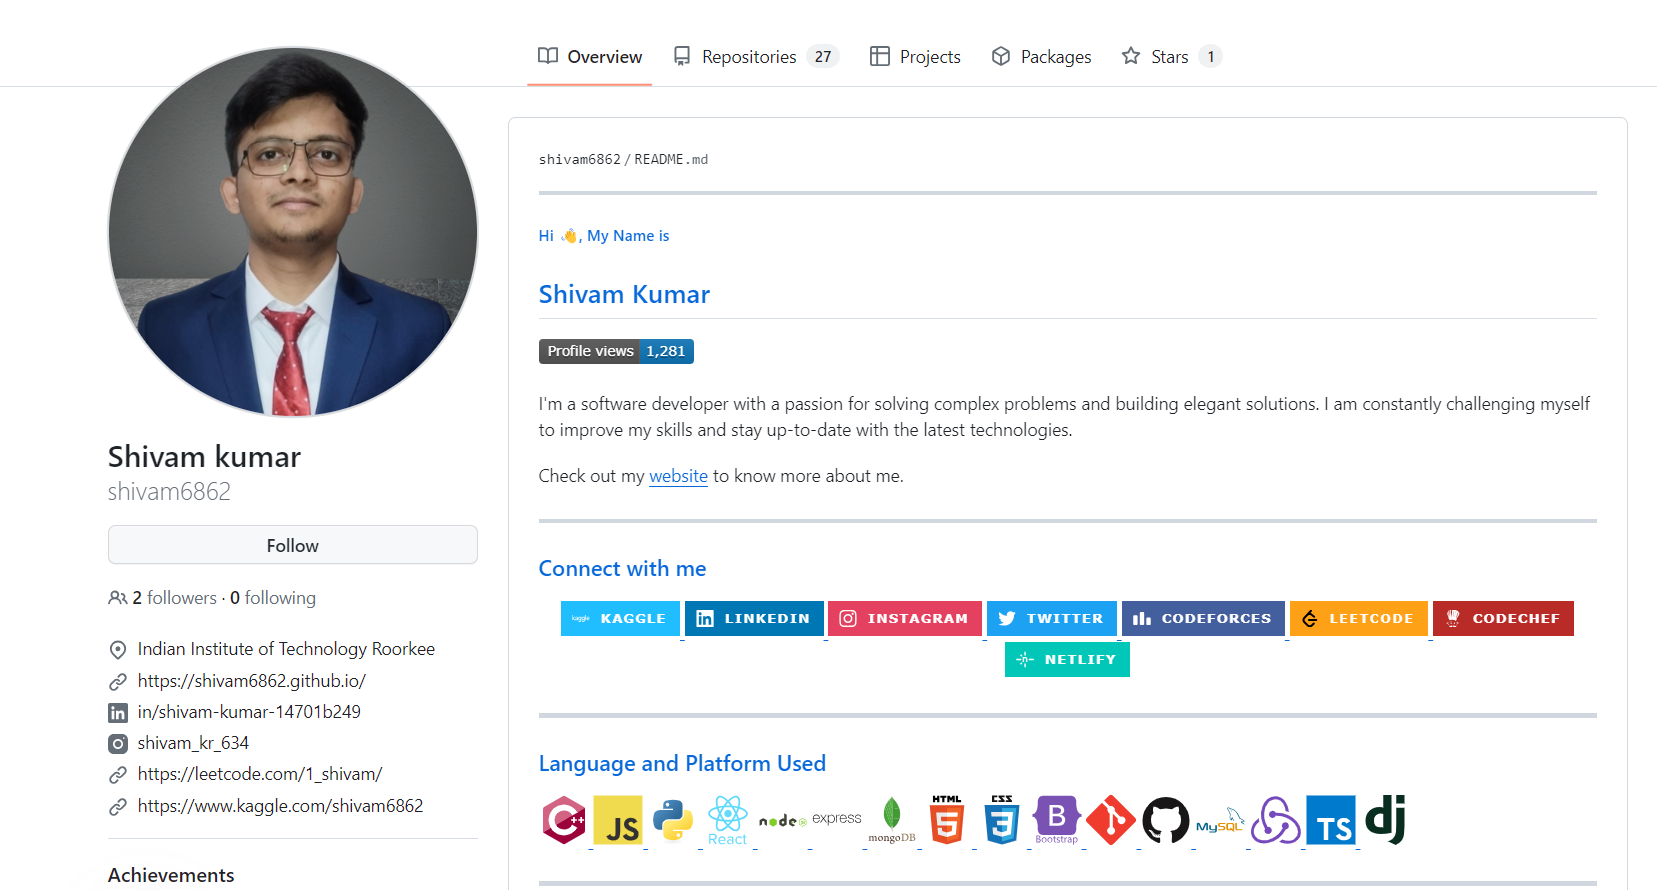 Overview Repositories 27 Projects Packages Stars 1
Shivam kumar
shivam6862
Follow
2 followers · 0 following
Indian Institute of Technology Roorkee
https://shivam6862.github.io/
in/shivam-kumar-14701b249
shivam_kr_634
https://leetcode.com/1_shivam/
https://www.kaggle.com/shivam6862
Achievements
shivam6862/README.md
Hi 👋, My Name is
Shivam Kumar
Profile views 1,281
I'm a software developer with a passion for solving complex problems and building elegant solutions. I am constantly challenging myself
to improve my skills and stay up-to-date with the latest technologies.
Check out my website to know more about me.
Connect with me
kaggle KAGGLE in LINKEDIN INSTAGRAM TWITTER CODEFORCES LEETCODE CODECHEF
NETLIFY
Language and Platform Used
C++ JS React node express mongoDB HTML 5 CSS 3 B Bootstrap MySQL TS dj